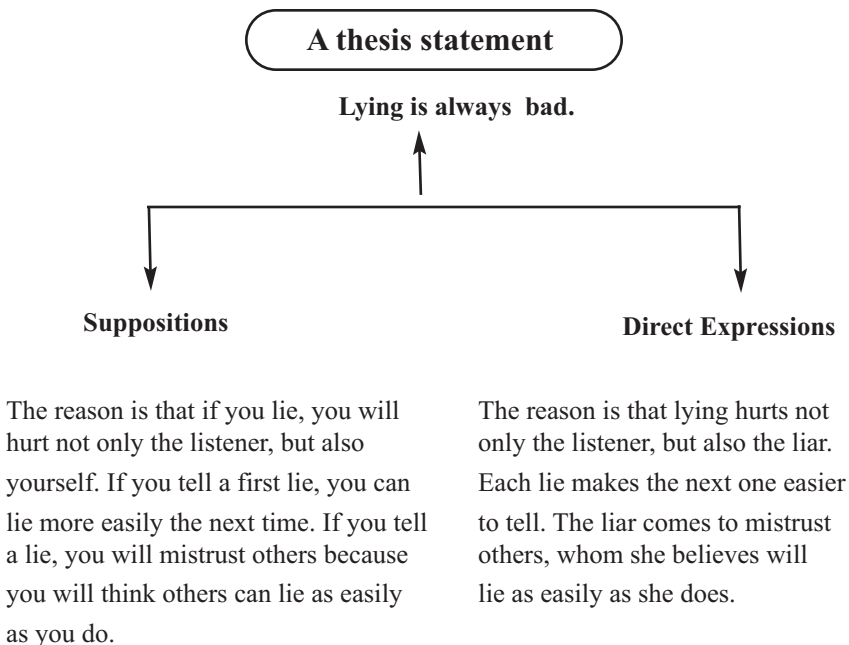 A thesis statement
Lying is always bad.
Suppositions
Direct Expressions
The reason is that if you lie, you will
hurt not only the listener, but also
yourself. If you tell a first lie, you can
lie more easily the next time. If you tell
a lie, you will mistrust others because
you will think others can lie as easily
as you do.
The reason is that lying hurts not
only the listener, but also the liar.
Each lie makes the next one easier
to tell. The liar comes to mistrust
others, whom she believes will
lie as easily as she does.